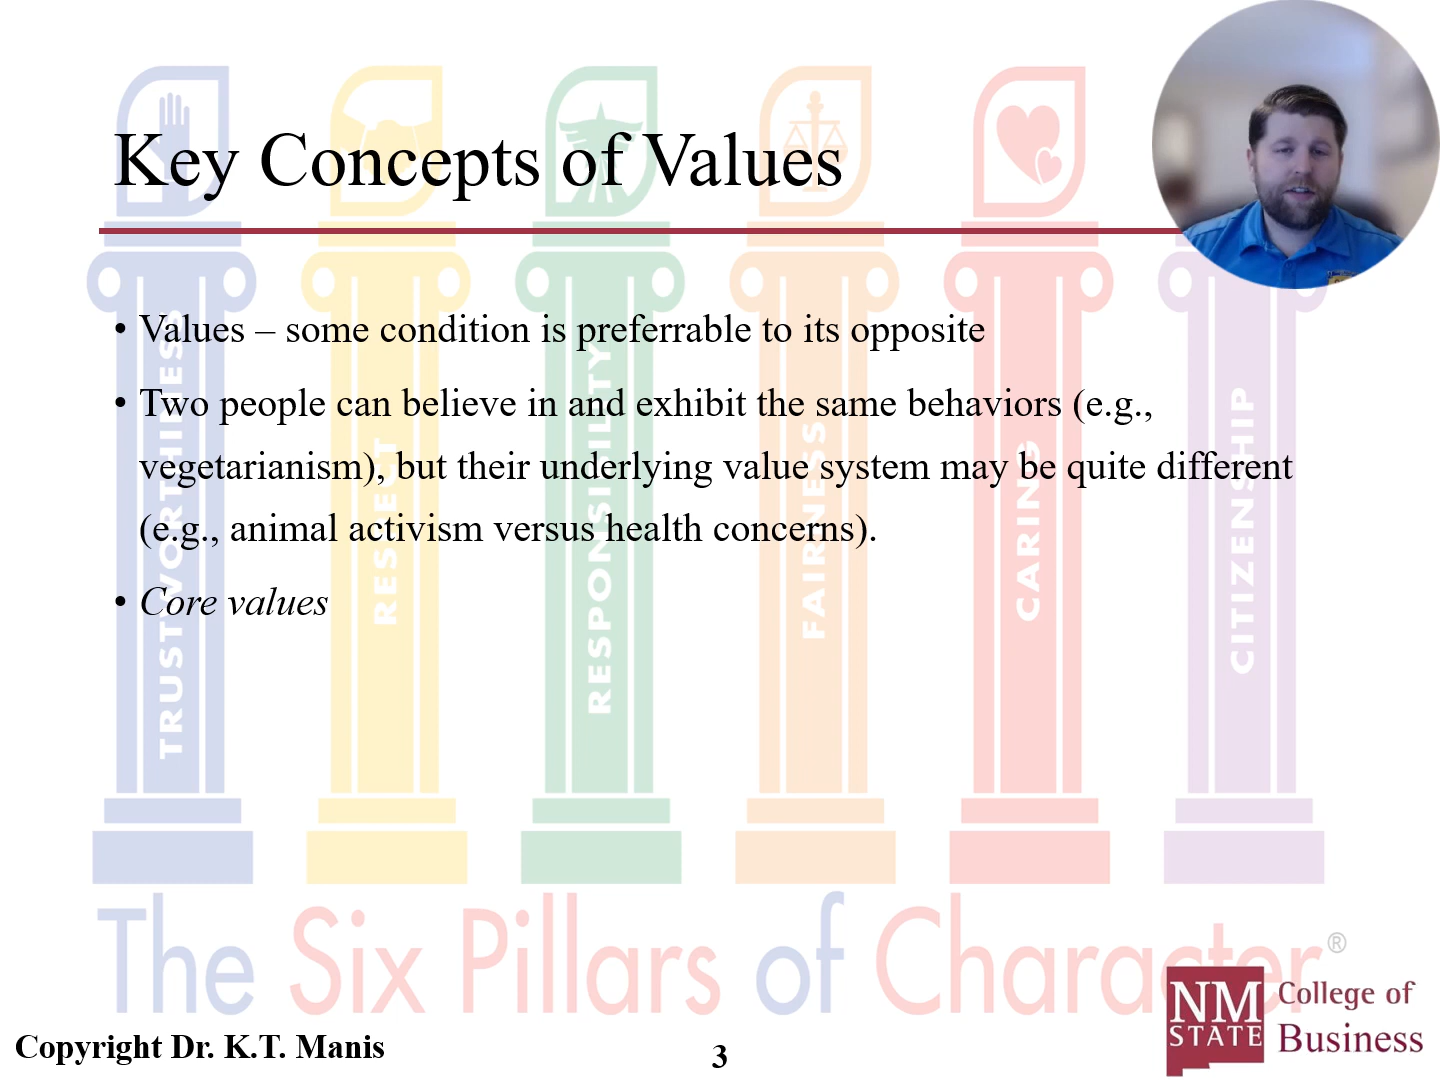 Key Concepts of Values
• Values – some condition is preferrable to its opposite
• Two people can believe in and exhibit the same behaviors (e.g.,
vegetarianism), but their underlying value system may be quite different
(e.g., animal activism versus health concerns).
• Core values
TRUSTWORTHINESS
RESPECT
RESPONSIBILITY
FAIRNESS
CARING
CITIZENSHIP
The Six Pillars of Character®
Copyright Dr. K.T. Manis
3
NM
STATE
College of
Business